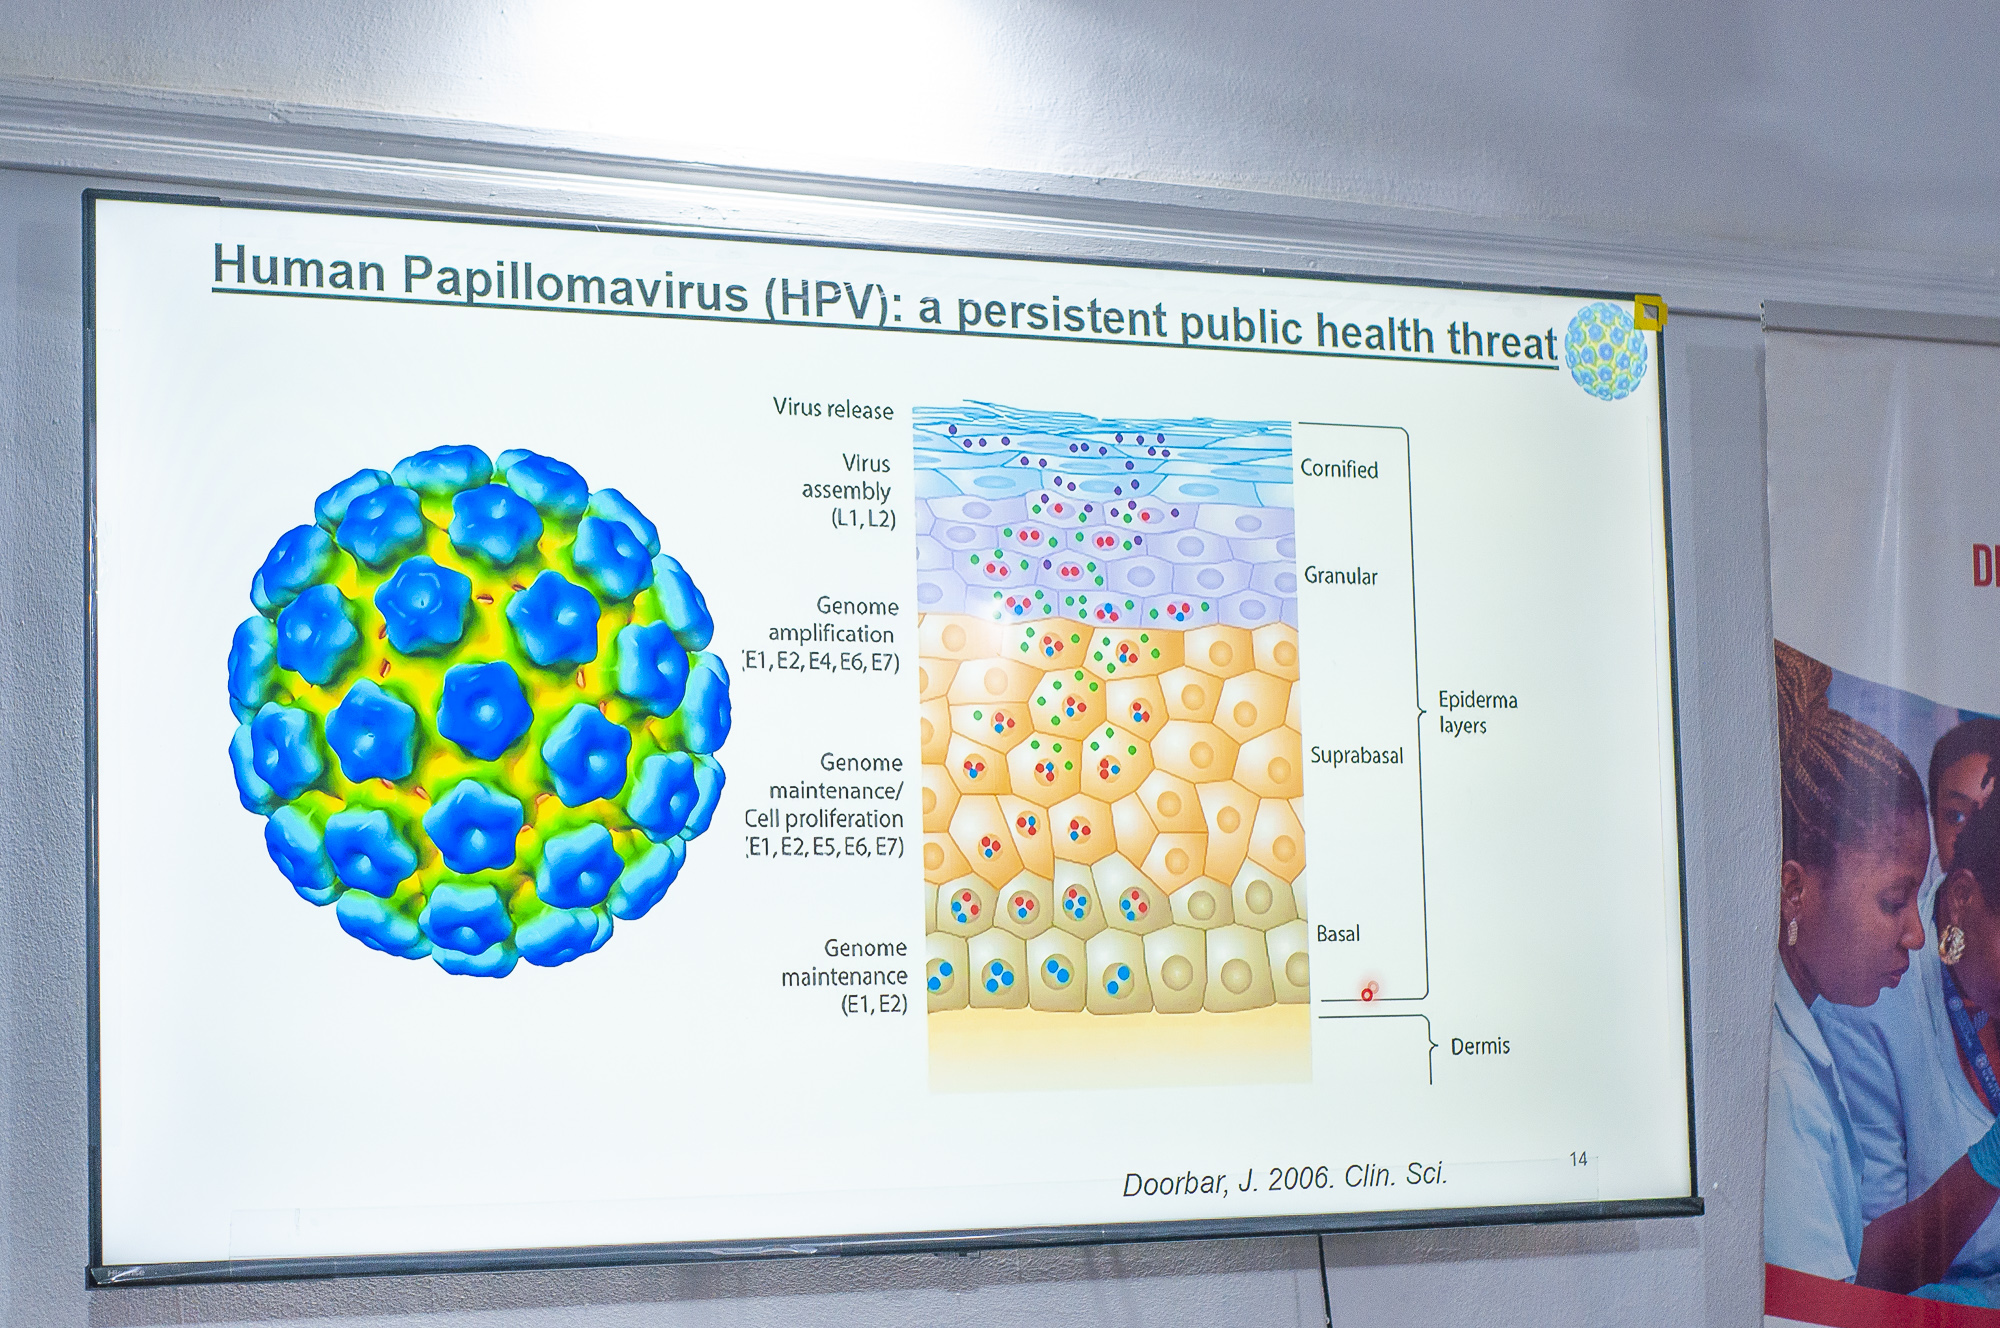 Human Papillomavirus (HPV): a persistent public health threat
Virus release
Virus
assembly
(L1, L2)
Genome
amplification
'E1, E2, E4, E6, E7)
Genome
maintenance/
Cell proliferation
'E1, E2, E5, E6, E7)
Genome
maintenance
(E1, E2)
Cornified
Granular
Suprabasal
Basal
Epiderma
layers
Dermis
Doorbar, J. 2006. Clin. Sci.
14